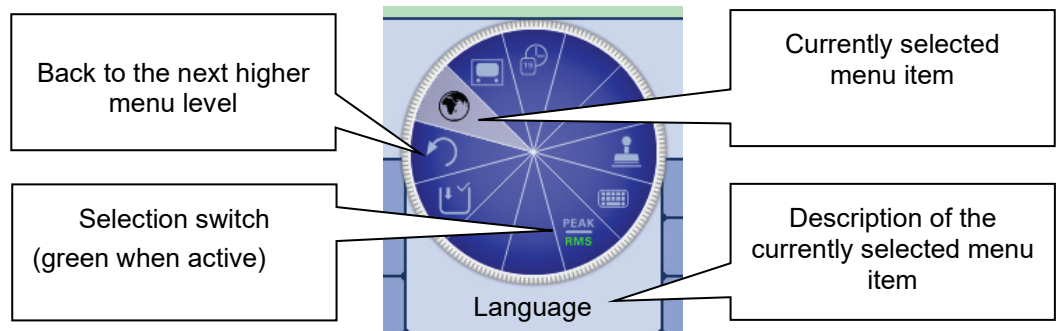 Back to the next higher
menu level
Currently selected
menu item
19
PEAK
RMS
Selection switch
(green when active)
Description of the
currently selected menu
item
Language